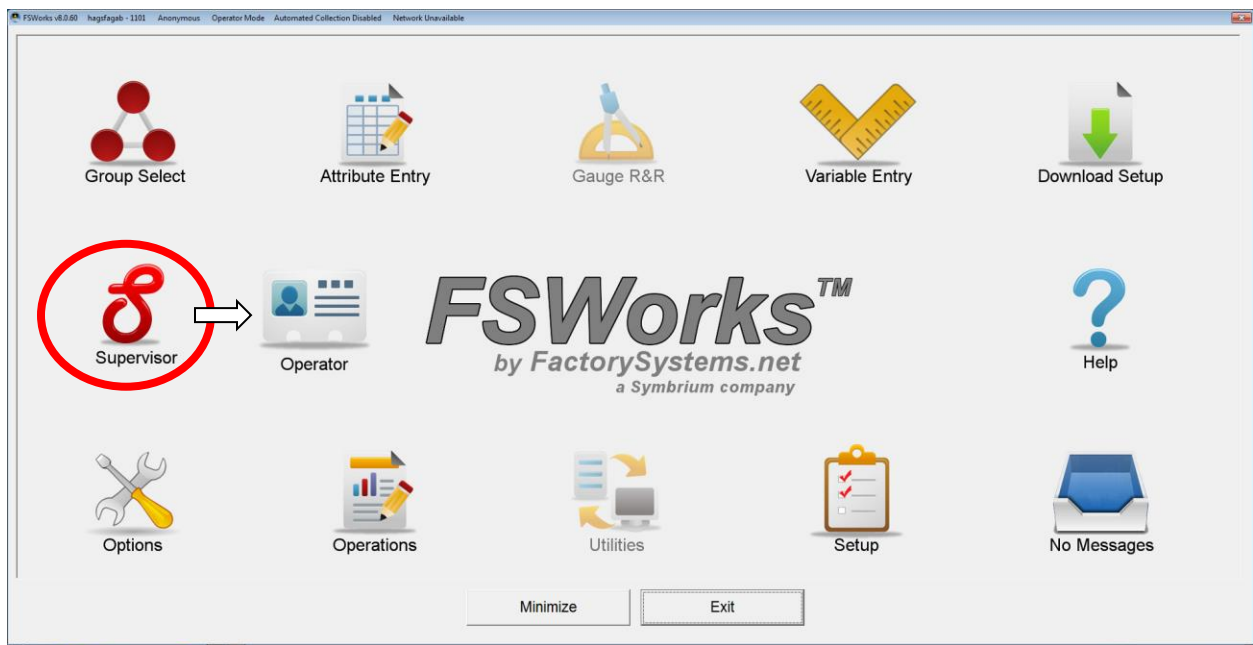 FSWorks v8.0.60 hagsfagab - 1101 Anonymous Operator Mode Automated Collection Disabled Network Unavailable
Group Select
Attribute Entry
Gauge R&R
Variable Entry
Download Setup
Supervisor
Operator
FSWorks™
by FactorySystems.net
a Symbrium company
Help
Options
Operations
Utilities
Setup
No Messages
Minimize
Exit